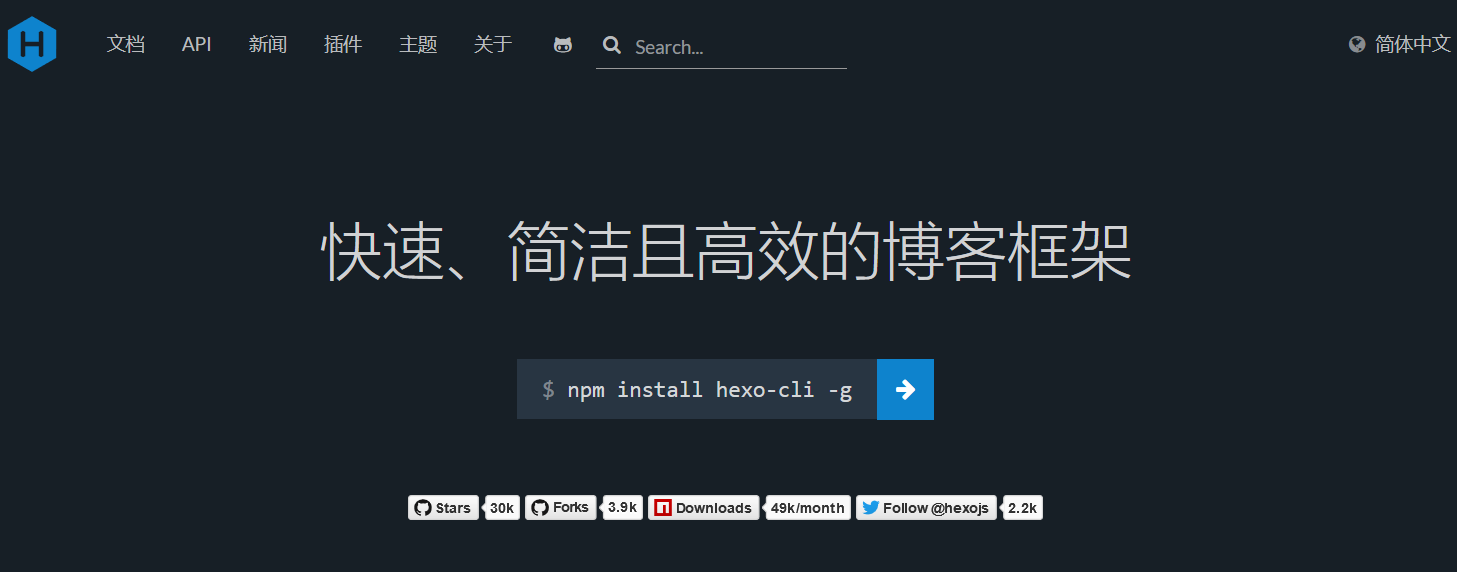 H 文档 API 新闻 插件 主题 关于 Search... 简体中文
快速、简洁且高效的博客框架
$ npm install hexo-cli -g
Stars 30k Forks 3.9k Downloads 49k/month Follow @hexojs 2.2k